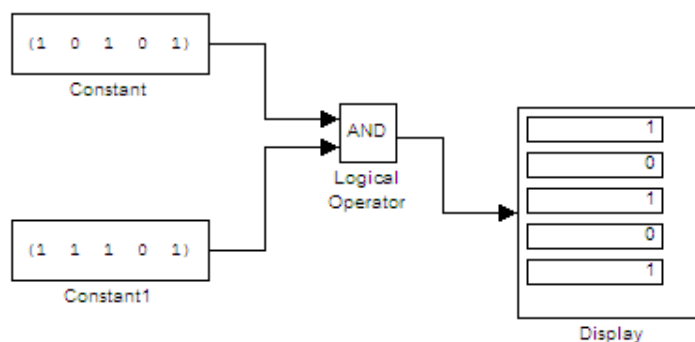 (1 0 1 0 1)
Constant
AND
Logical
Operator
(1 1 1 0 1)
Constant1
1
0
1
0
1
Display